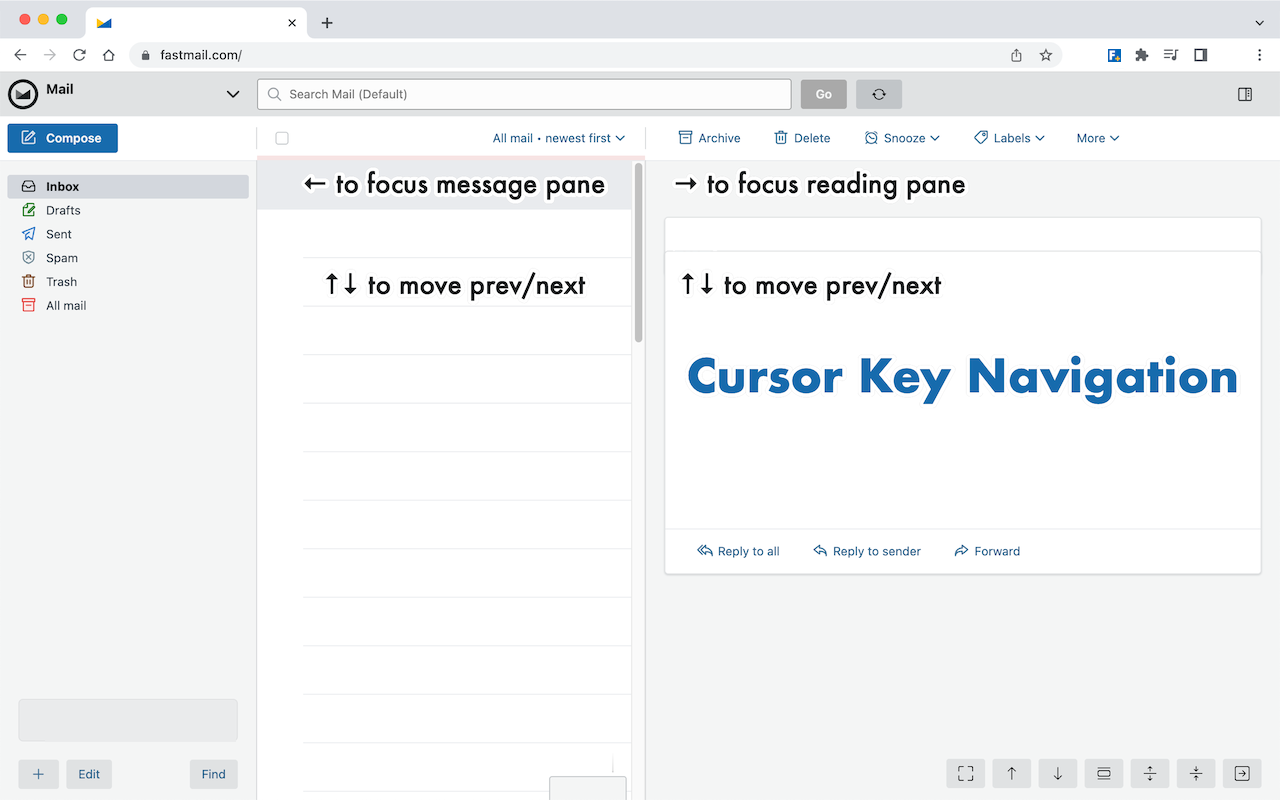 fastmail.com/
Mail
Search Mail (Default)
Go
Compose
All mail • newest first
Archive
Delete
Snooze
Labels
More
Inbox
Drafts
Sent
Spam
Trash
All mail
← to focus message pane
↑↓ to move prev/next
→ to focus reading pane
↑↓ to move prev/next
Cursor Key Navigation
Reply to all
Reply to sender
Forward
Edit
Find